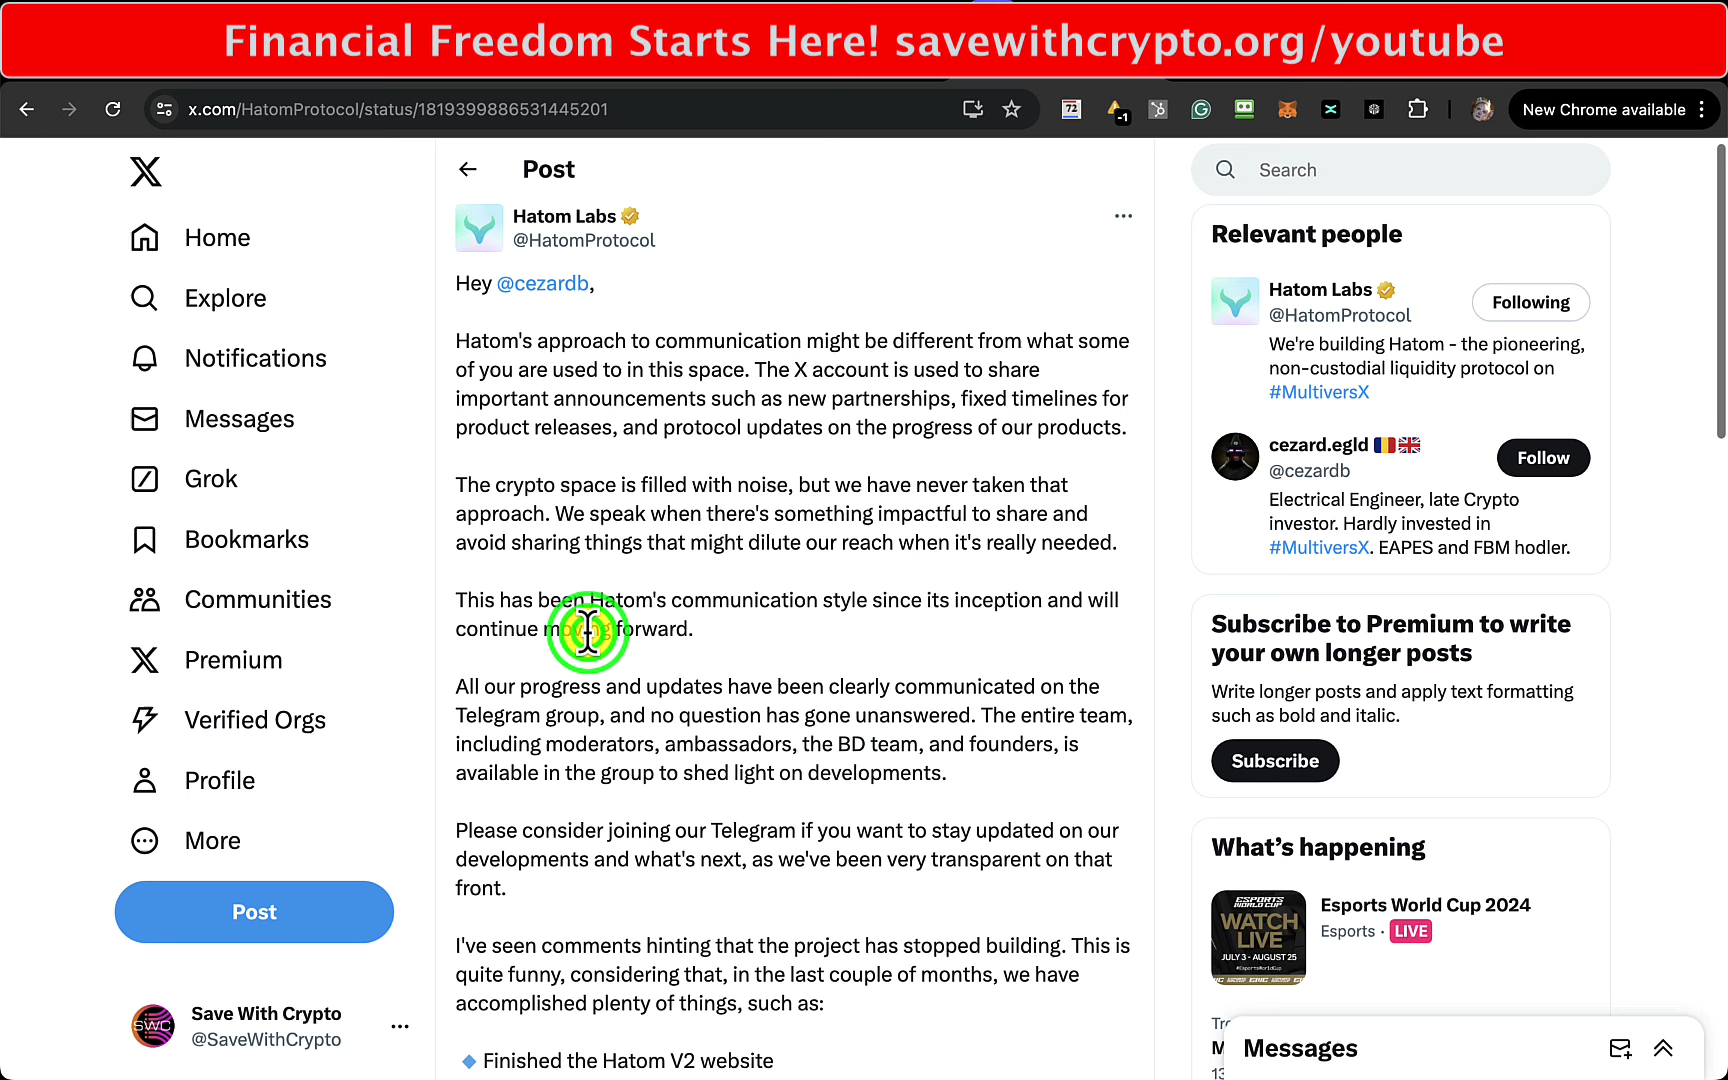 Financial Freedom Starts Here! savewithcrypto.org/youtube
x.com/HatomProtocol/status/1819399886531445201
72
-1
New Chrome available
Home
Explore
Notifications
Messages
Grok
Bookmarks
Communities
Premium
Verified Orgs
Profile
More
Post
SWC
Save With Crypto
@SaveWithCrypto
Post
Hatom Labs
@HatomProtocol
Hey @cezardb,
Hatom's approach to communication might be different from what some
of you are used to in this space. The X account is used to share
important announcements such as new partnerships, fixed timelines for
product releases, and protocol updates on the progress of our products.
The crypto space is filled with noise, but we have never taken that
approach. We speak when there's something impactful to share and
avoid sharing things that might dilute our reach when it's really needed.
This has been Hatom's communication style since its inception and will
continue moving forward.
All our progress and updates have been clearly communicated on the
Telegram group, and no question has gone unanswered. The entire team,
including moderators, ambassadors, the BD team, and founders, is
available in the group to shed light on developments.
Please consider joining our Telegram if you want to stay updated on our
developments and what's next, as we've been very transparent on that
front.
I've seen comments hinting that the project has stopped building. This is
quite funny, considering that, in the last couple of months, we have
accomplished plenty of things, such as:
Finished the Hatom V2 website
Search
Relevant people
Hatom Labs
@HatomProtocol
Following
We're building Hatom - the pioneering,
non-custodial liquidity protocol on
#MultiversX
cezard.egld
@cezardb
Follow
Electrical Engineer, late Crypto
investor. Hardly invested in
#MultiversX. EAPES and FBM hodler.
Subscribe to Premium to write
your own longer posts
Write longer posts and apply text formatting
such as bold and italic.
Subscribe
What's happening
ESPORTS
WORLD CUP
WATCH
LIVE
JULY 3 - AUGUST 25
#EsportsWorldCup
Esports World Cup 2024
Esports · LIVE
Messages